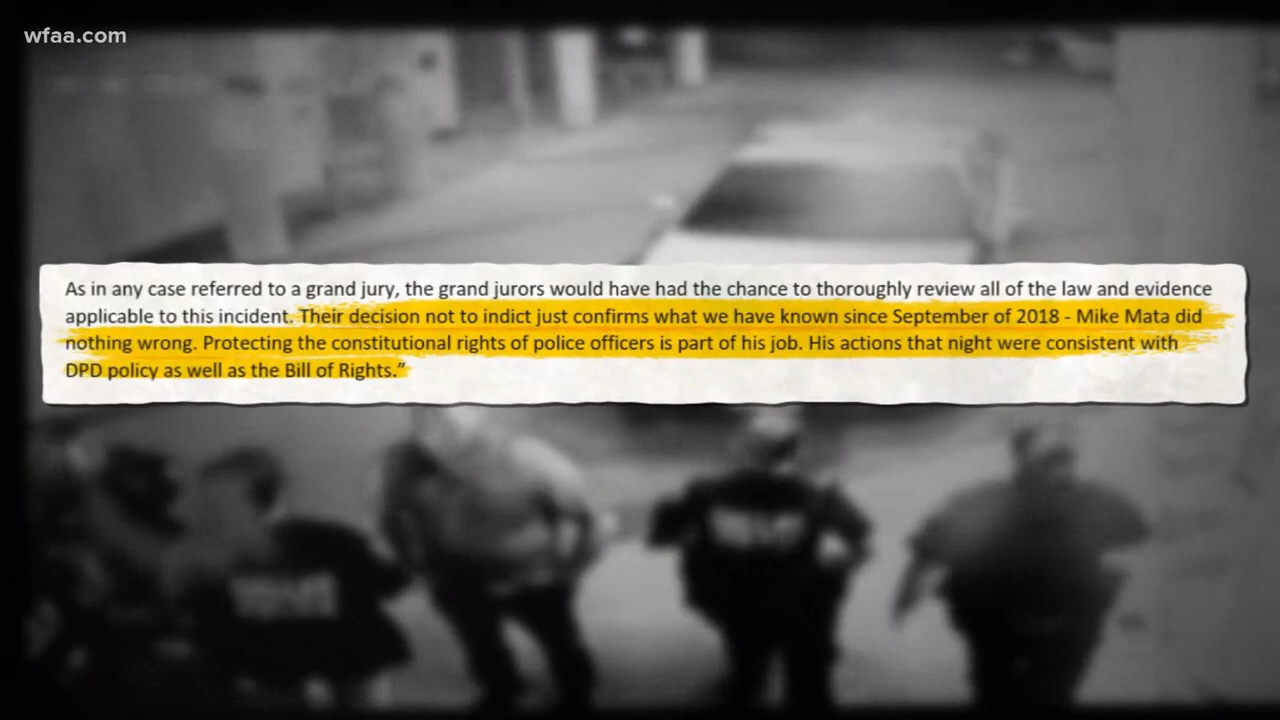 wfaa.com
As in any case referred to a grand jury, the grand jurors would have had the chance to thoroughly review all of the law and evidence
applicable to this incident. Their decision not to indict just confirms what we have known since September of 2018 - Mike Mata did
nothing wrong. Protecting the constitutional rights of police officers is part of his job. His actions that night were consistent with
DPD policy as well as the Bill of Rights.”